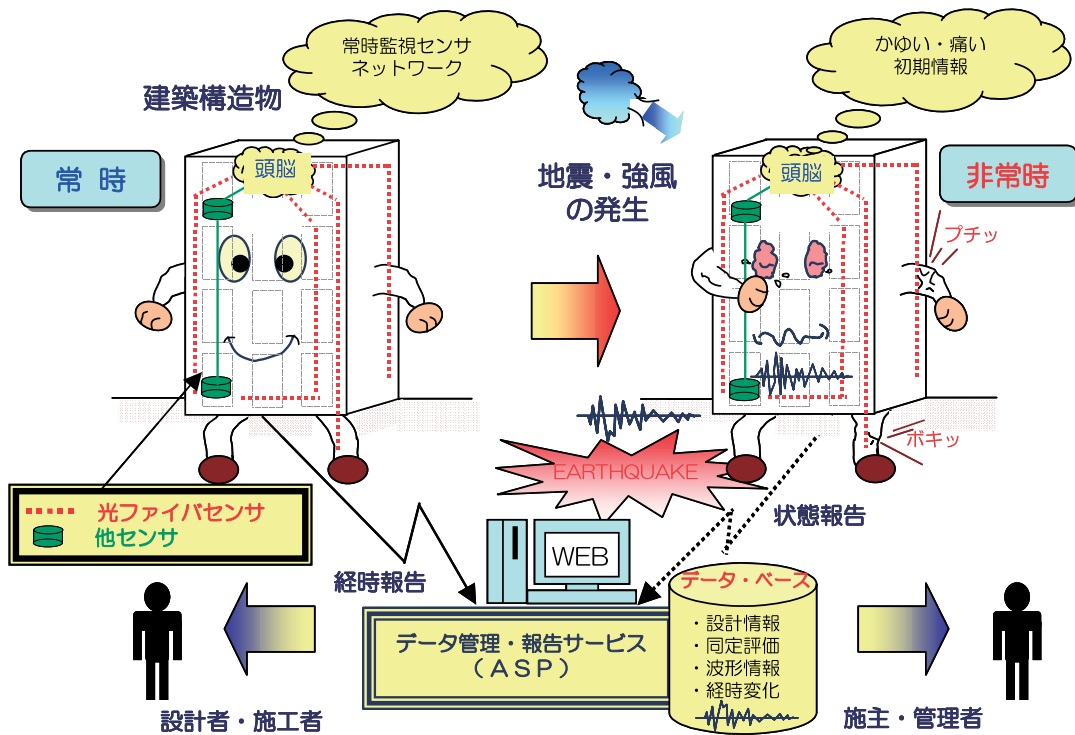 常時監視センサ
ネットワーク
かゆい・痛い
初期情報
建築構造物
常 時
頭脳
地震・強風
の発生
頭脳
非常時
プチッ
ボキッ
EARTHQUAKE
光ファイバセンサ
他センサ
状態報告
経時報告
WEB
データ・ベース
・設計情報
・同定評価
・波形情報
・経時変化
データ管理・報告サービス
(ASP)
設計者・施工者
施主・管理者